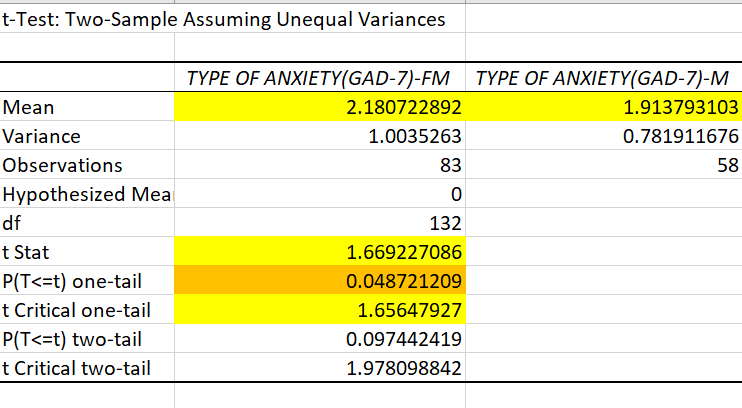 t-Test: Two-Sample Assuming Unequal Variances
TYPE OF ANXIETY(GAD-7)-FM TYPE OF ANXIETY(GAD-7)-M
Mean 2.180722892 1.913793103
Variance 1.0035263 0.781911676
Observations 83 58
Hypothesized Mea 0
df 132
t Stat 1.669227086
P(T<=t) one-tail 0.048721209
t Critical one-tail 1.65647927
P(T<=t) two-tail 0.097442419
t Critical two-tail 1.978098842